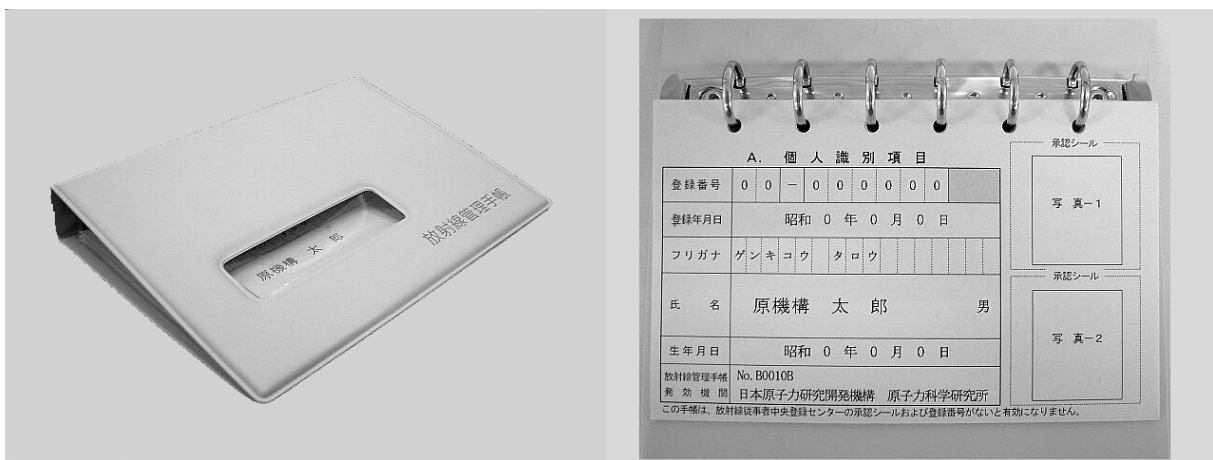 原機構 太 郎
放射線管理手帳
A. 個 人 識 別 項 目
登録番号 0 0 － 0 0 0 0 0 0
登録年月日 昭和 0 年 0 月 0 日
フリガナ ゲンキコウ タロウ
氏 名 原機構 太 郎 男
生年月日 昭和 0 年 0 月 0 日
放射線管理手帳
発 効 機 関
No. B0010B
日本原子力研究開発機構 原子力科学研究所
承認シール
写 真－1
承認シール
写 真－2
この手帳は、放射線従事者中央登録センターの承認シールおよび登録番号がないと有効になりません。